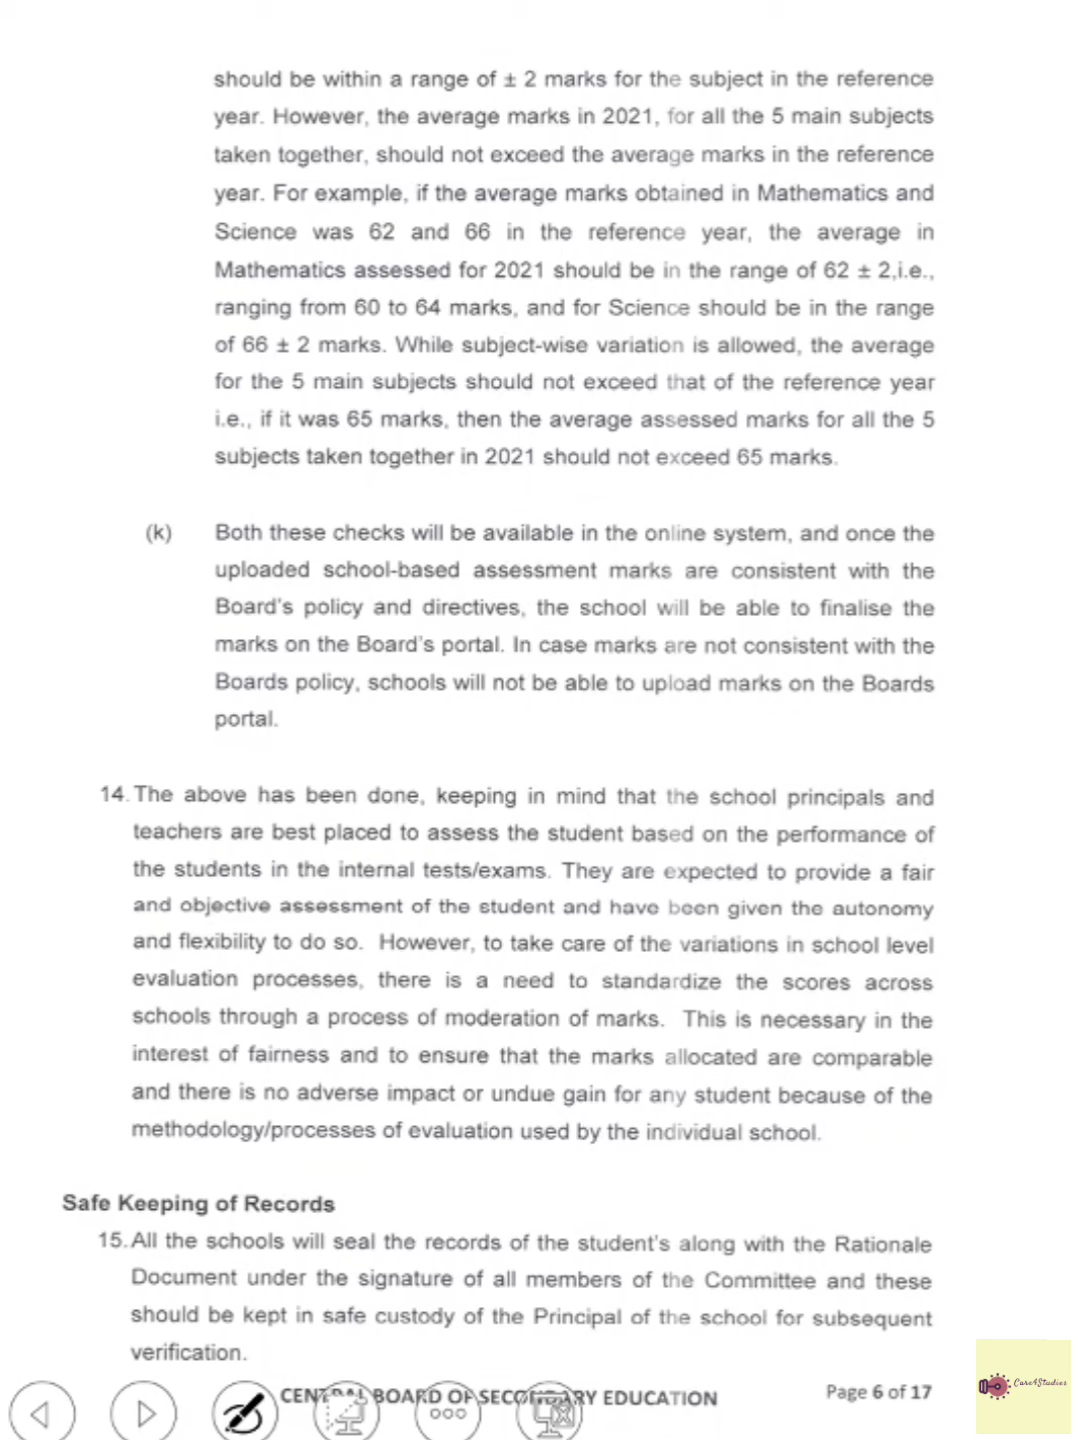 should be within a range of ± 2 marks for the subject in the reference
year. However, the average marks in 2021, for all the 5 main subjects
taken together, should not exceed the average marks in the reference
year. For example, if the average marks obtained in Mathematics and
Science was 62 and 66 in the reference year, the average in
Mathematics assessed for 2021 should be in the range of 62 ± 2,i.e.,
ranging from 60 to 64 marks, and for Science should be in the range
of 66 ± 2 marks. While subject-wise variation is allowed, the average
for the 5 main subjects should not exceed that of the reference year
i.e., if it was 65 marks, then the average assessed marks for all the 5
subjects taken together in 2021 should not exceed 65 marks.
(k) Both these checks will be available in the online system, and once the
uploaded school-based assessment marks are consistent with the
Board's policy and directives, the school will be able to finalise the
marks on the Board's portal. In case marks are not consistent with the
Boards policy, schools will not be able to upload marks on the Boards
portal.
14. The above has been done, keeping in mind that the school principals and
teachers are best placed to assess the student based on the performance of
the students in the internal tests/exams. They are expected to provide a fair
and objective assessment of the student and have been given the autonomy
and flexibility to do so. However, to take care of the variations in school level
evaluation processes, there is a need to standardize the scores across
schools through a process of moderation of marks. This is necessary in the
interest of fairness and to ensure that the marks allocated are comparable
and there is no adverse impact or undue gain for any student because of the
methodology/processes of evaluation used by the individual school.
Safe Keeping of Records
15. All the schools will seal the records of the student's along with the Rationale
Document under the signature of all members of the Committee and these
should be kept in safe custody of the Principal of the school for subsequent
verification.
CENTRAL BOARD OF SECONDARY EDUCATION Page 6 of 17
Care4Studies